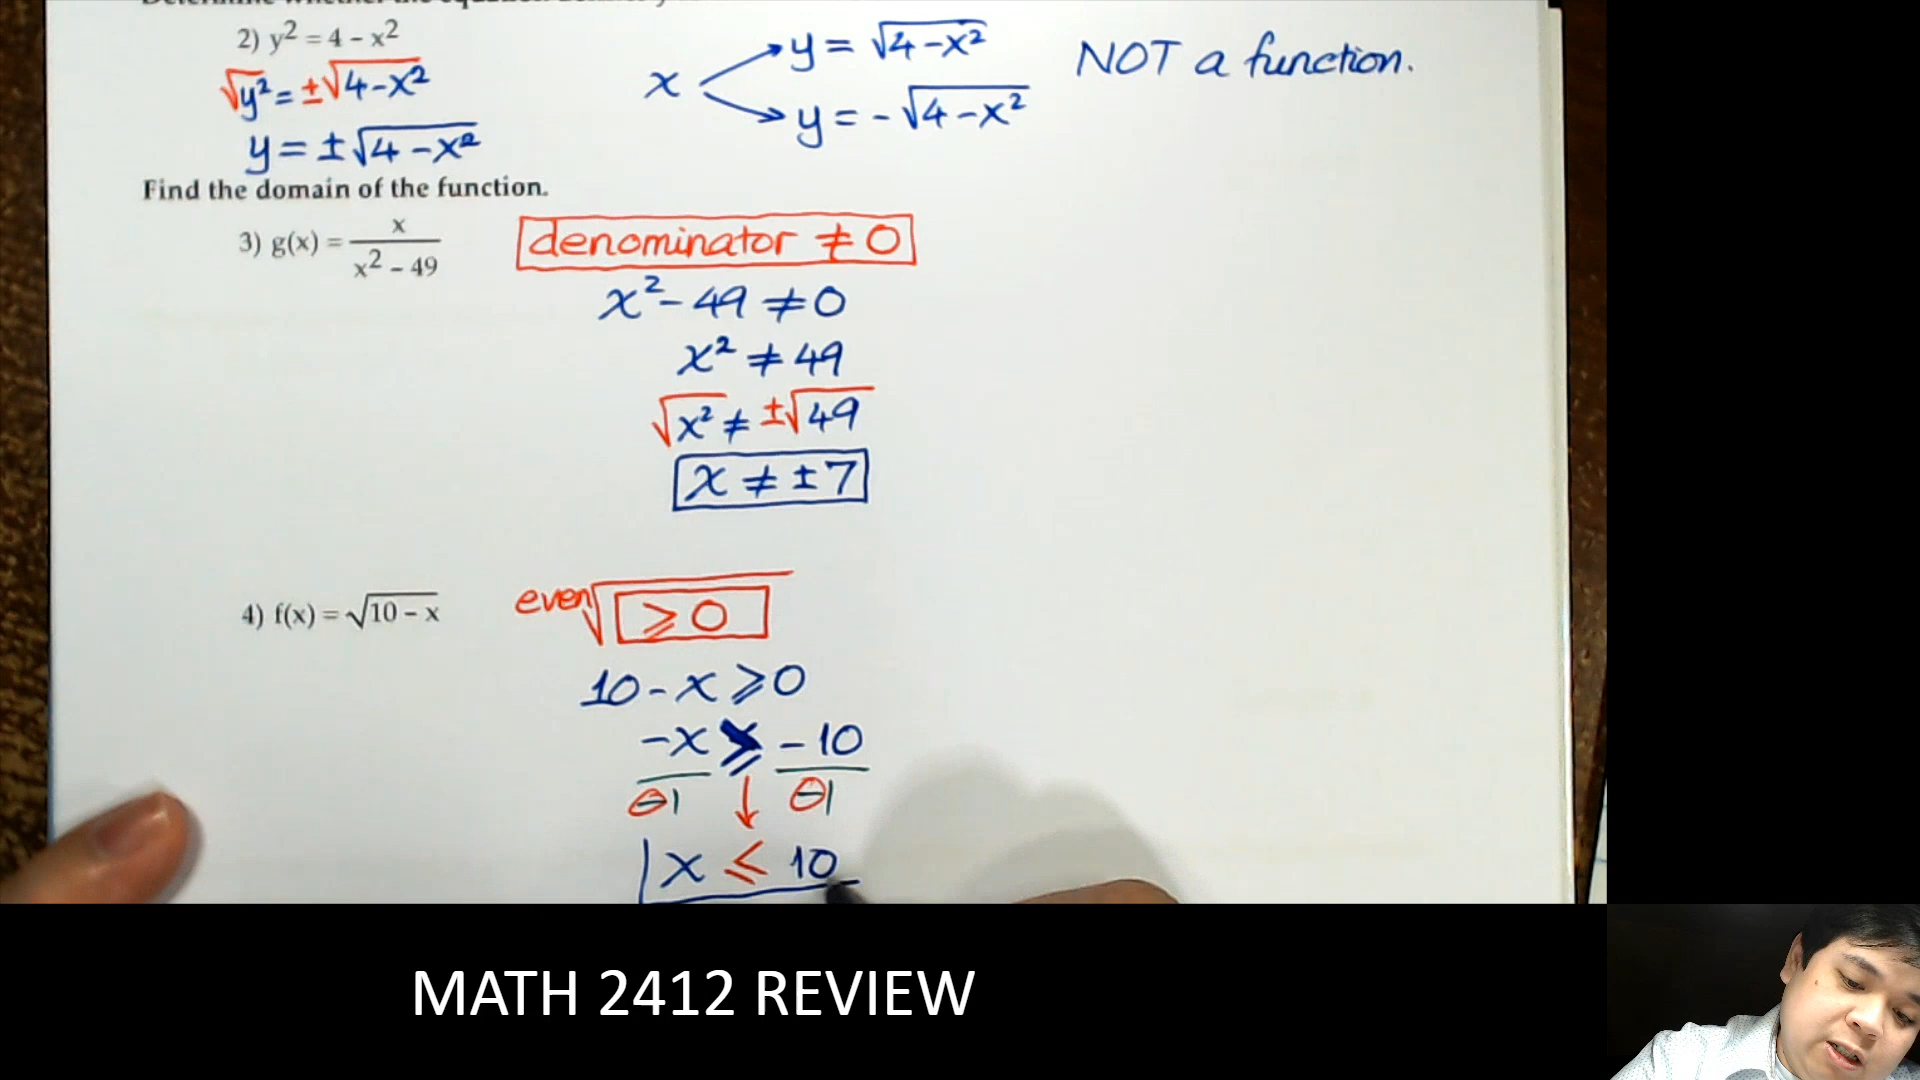 2) y² = 4 – x²
√y² = ±√4-x²
y = ±√4-x²
x
y = √4-x²
y = -√4-x²
NOT a function.
Find the domain of the function.
3) g(x) = x / x² – 49
denominator ≠ 0
x² - 49 ≠ 0
x² ≠ 49
√x² ≠ ±√49
x ≠ ±7
4) f(x) = √10 – x
even√ ≥ 0
10 - x ≥ 0
-x ≥ -10
-1 -1
x ≤ 10
MATH 2412 REVIEW